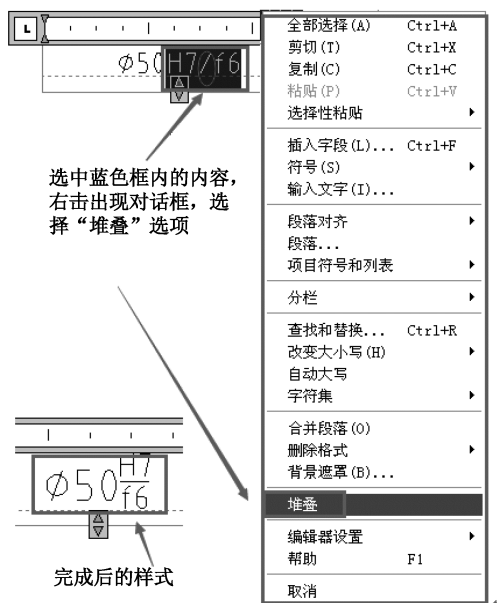 L
∅50H7/f6
选中蓝色框内的内容，
右击出现对话框，选
择“堆叠”选项
全部选择(A) Ctrl+A
剪切(T) Ctrl+X
复制(C) Ctrl+C
粘贴(P) Ctrl+V
选择性粘贴
插入字段(L)... Ctrl+F
符号(S)
输入文字(I)...
段落对齐
段落...
项目符号和列表
分栏
查找和替换... Ctrl+R
改变大小写(H)
自动大写
字符集
合并段落(O)
删除格式
背景遮罩(B)...
堆叠
编辑器设置
帮助 F1
取消
∅50H7/f6
完成后的样式